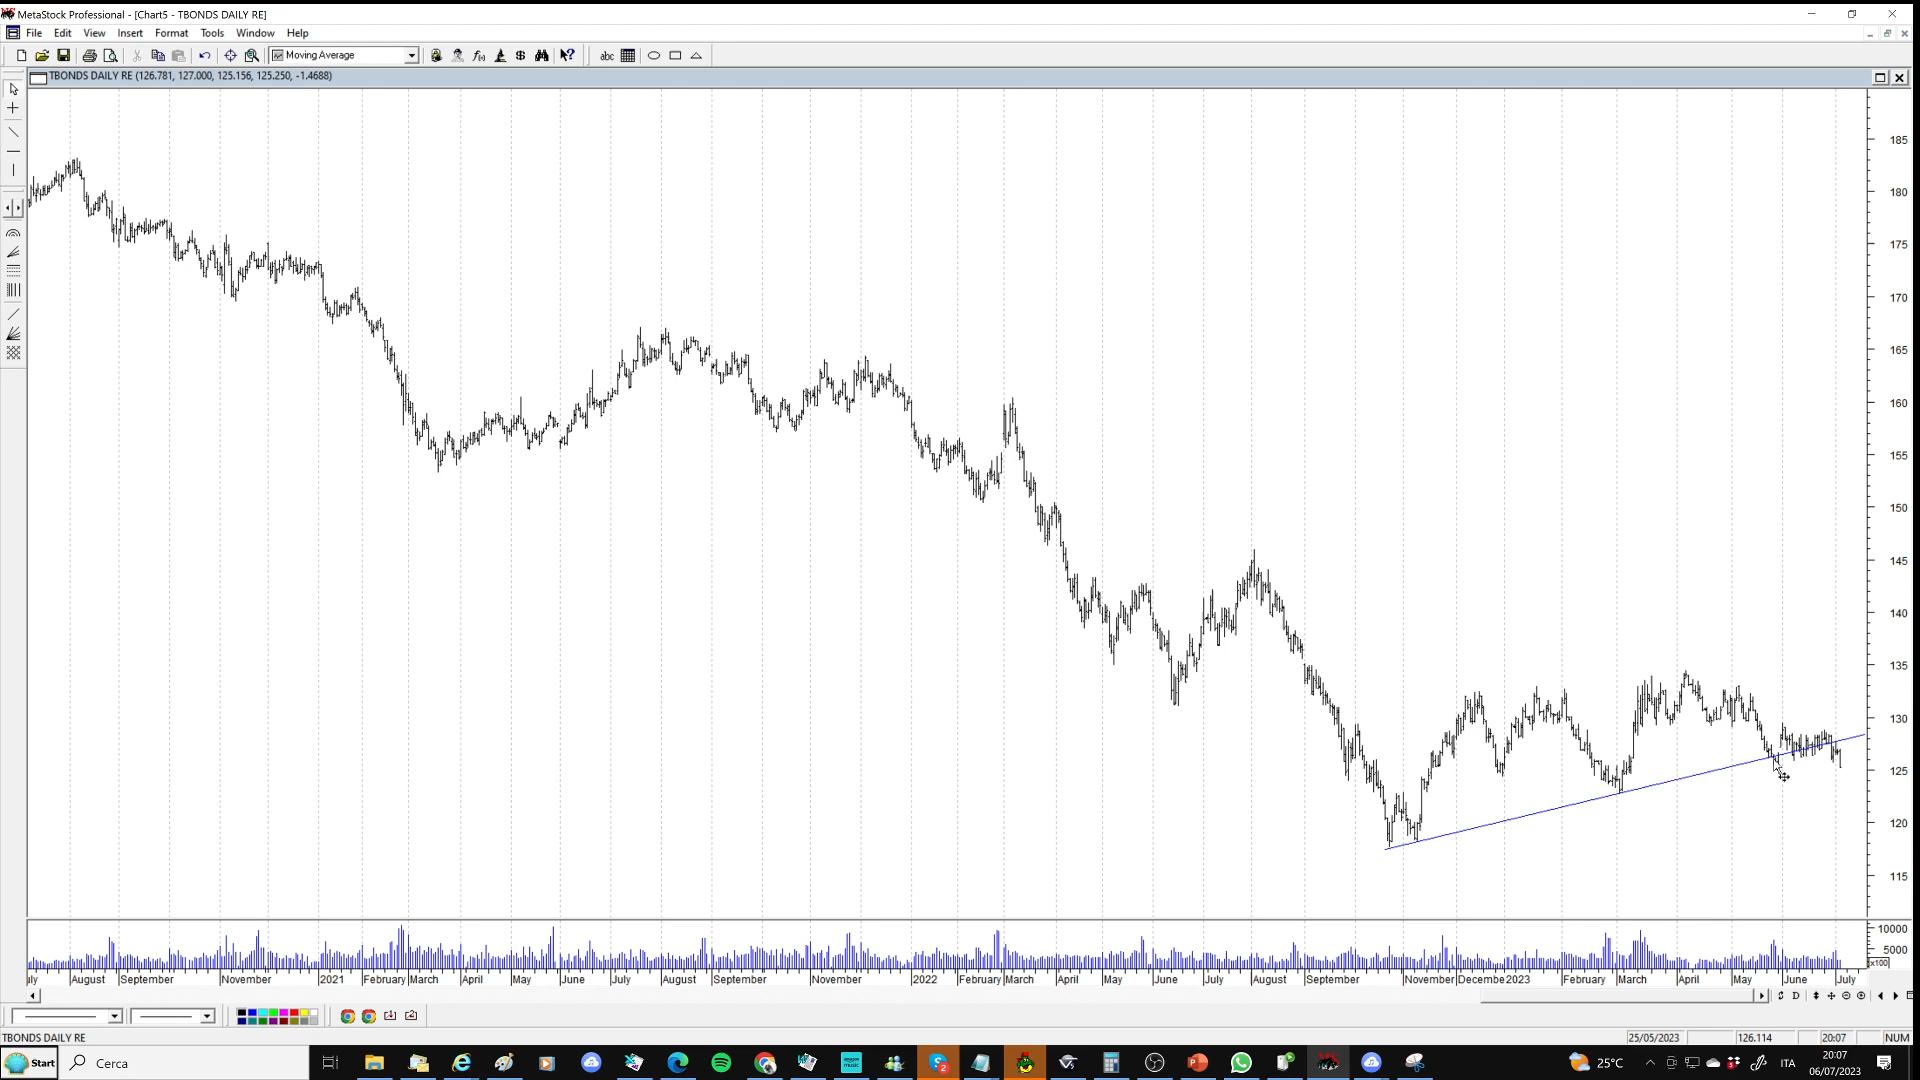 MetaStock Professional - [Chart5 - TBONDS DAILY RE]
File Edit View Insert Format Tools Window Help
Moving Average
abc
TBONDS DAILY RE (126.781, 127.000, 125.156, 125.250, -1.4688)
185
180
175
170
165
160
155
150
145
140
135
130
125
120
115
10000
5000
x100
August September November 2021 February March April May June July August September November 2022 February March April May June July August September November Decembe 2023 February March April May June July
D
TBONDS DAILY RE 25/05/2023 126.114 20:07 NUM
Start Cerca 25°C ITA 20:07
06/07/2023